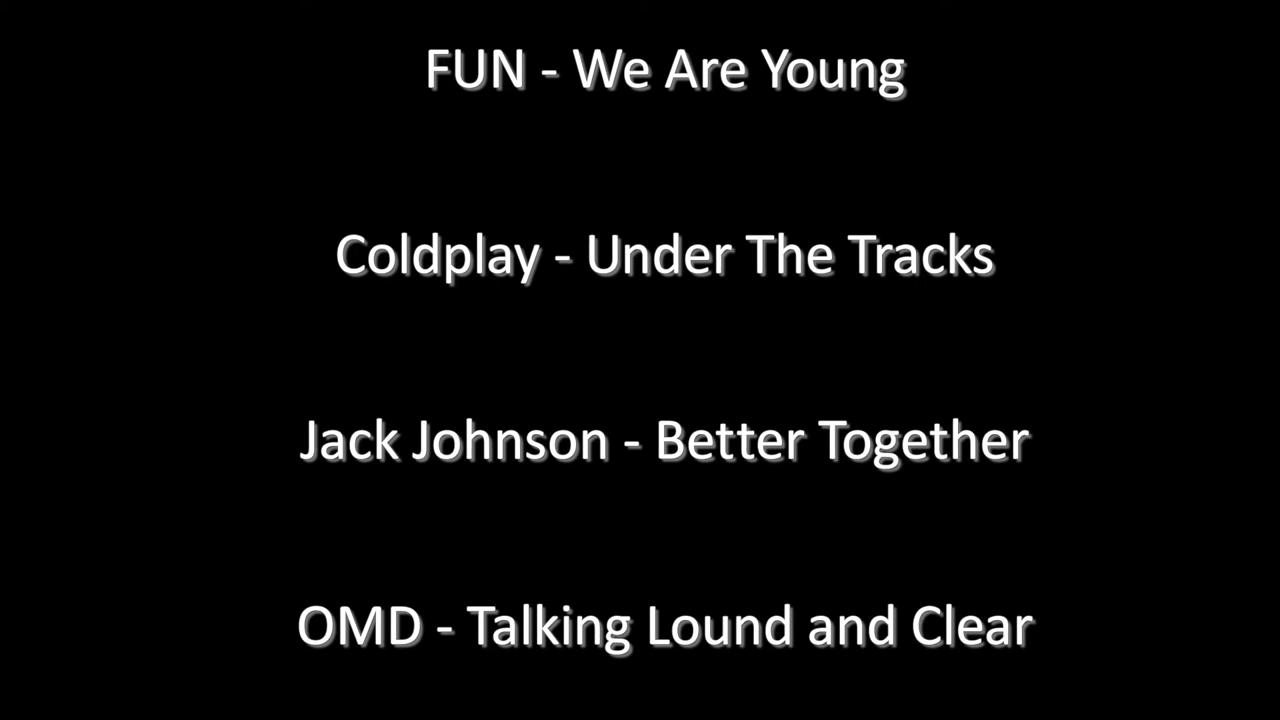 FUN - We Are Young
Coldplay - Under The Tracks
Jack Johnson - Better Together
OMD - Talking Lound and Clear